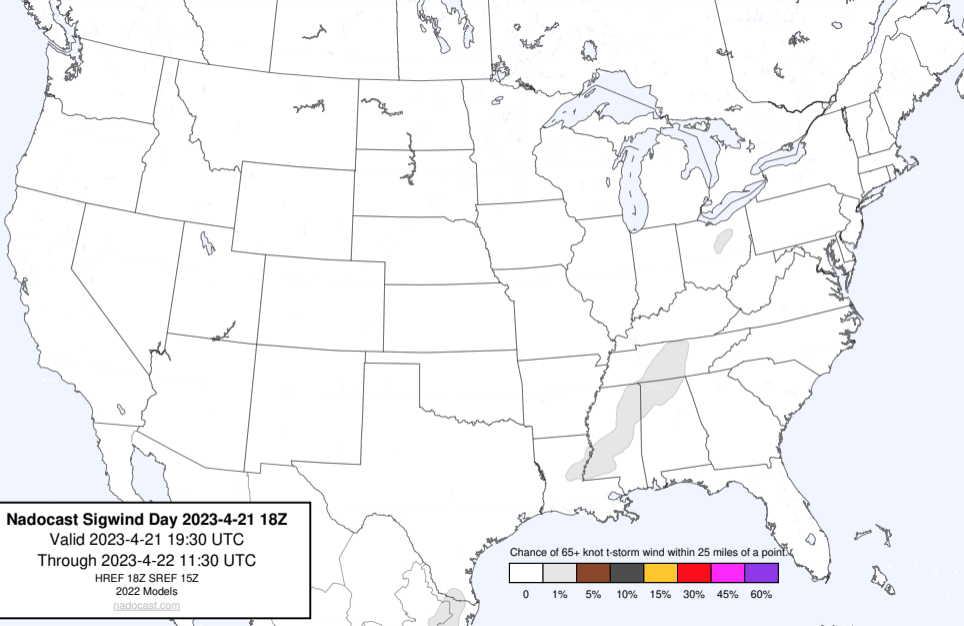 Nadocast Sigwind Day 2023-4-21 18Z
Valid 2023-4-21 19:30 UTC
Through 2023-4-22 11:30 UTC
HREF 18Z SREF 15Z
2022 Models
nadocast.com
Chance of 65+ knot t-storm wind within 25 miles of a point.
0 1% 5% 10% 15% 30% 45% 60%